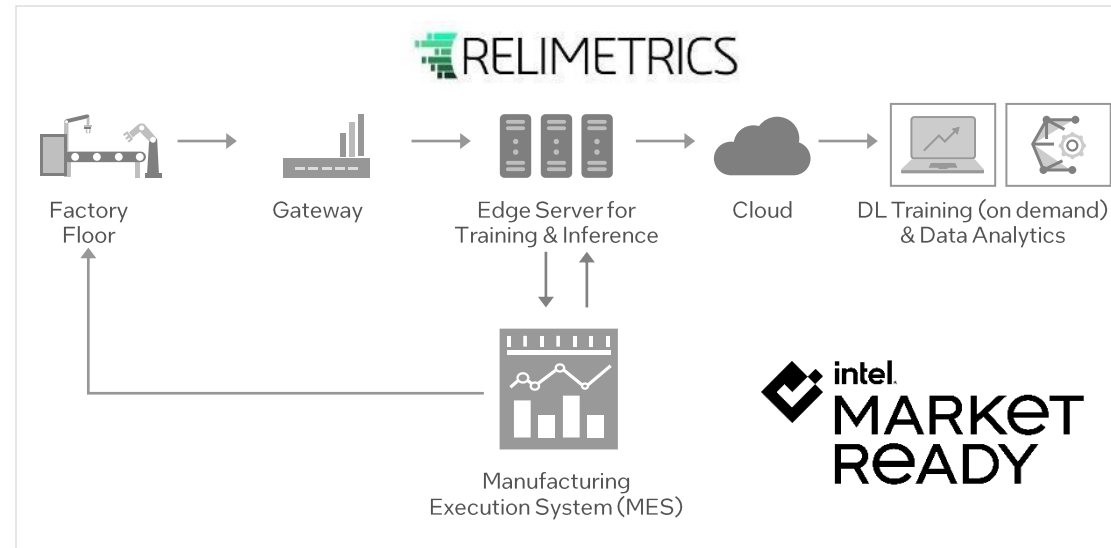 RELIMETRICS
Factory
Floor
Gateway
Edge Server for
Training & Inference
Cloud
DL Training (on demand)
& Data Analytics
Manufacturing
Execution System (MES)
intel.
MARKeT
ReADY